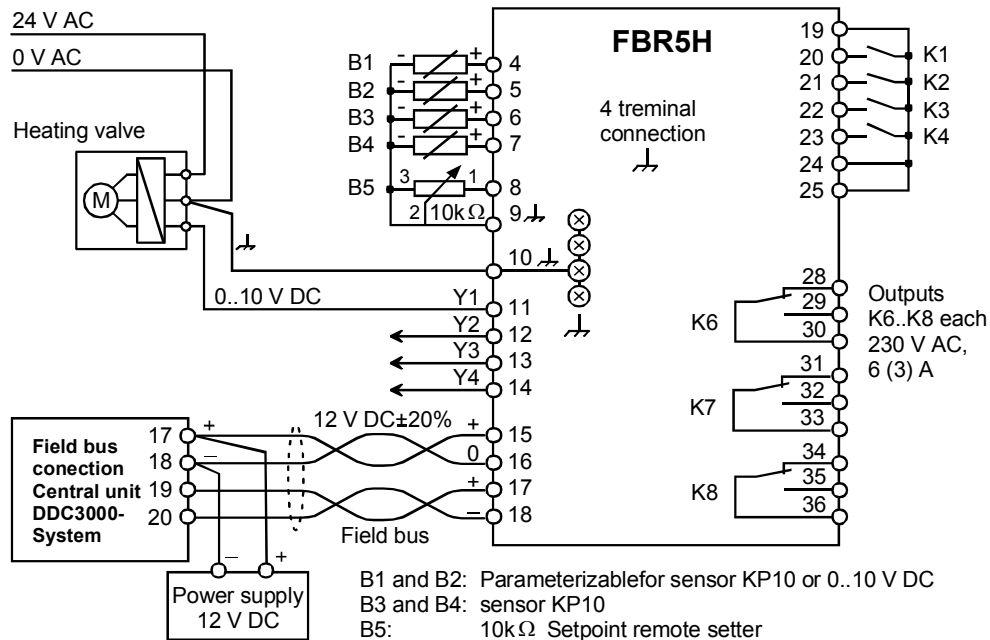 24 V AC
0 V AC
Heating valve
M
0..10 V DC
B1 - + 4
B2 - + 5
B3 - + 6
B4 - + 7
B5 3 1 8
2 10kΩ 9
10
Y1 11
Y2 12
Y3 13
Y4 14
12 V DC±20% + 15
0 16
+ 17
– 18
Field bus
FBR5H
4 treminal
connection
19
20 K1
21 K2
22 K3
23 K4
24
25
28
K6 29
30
31
K7 32
33
34
K8 35
36
Outputs
K6..K8 each
230 V AC,
6 (3) A
Field bus
conection
Central unit
DDC3000-
System
17 +
18 –
19
20
– +
Power supply
12 V DC
B1 and B2: Parameterizablefor sensor KP10 or 0..10 V DC
B3 and B4: sensor KP10
B5: 10kΩ Setpoint remote setter